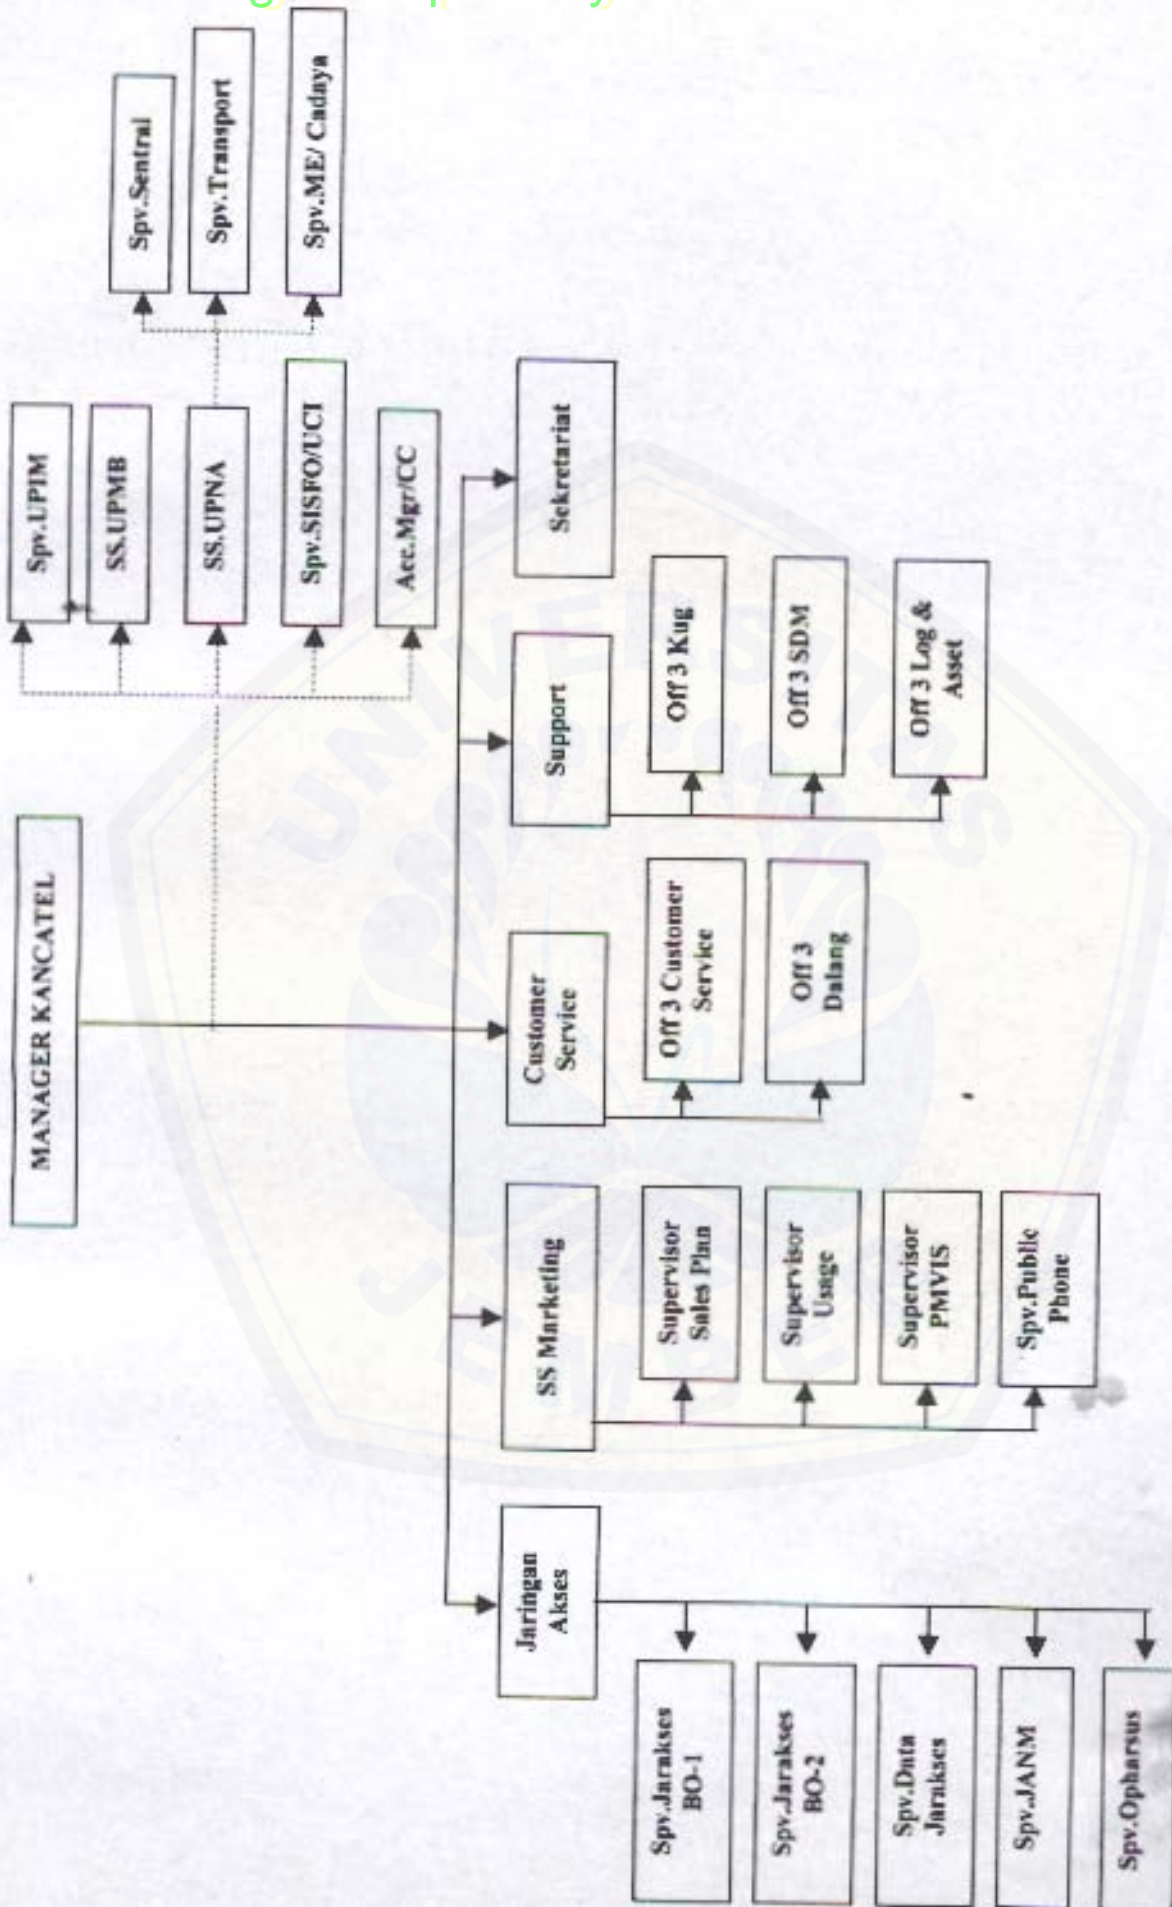 MANAGER KANCATEL
Spv.UPIM
SS.UPMB
SS.UPNA
Spv.SISFO/UCI
Acc.Mgr/CC
Spv.Sentral
Spv.Transport
Spv.ME/ Cadaya
Jaringan
Akses
SS Marketing
Customer
Service
Support
Sekretariat
Spv.Jarakses
BO-1
Spv.Jarakses
BO-2
Spv.Data
Jarakses
Spv.JANM
Spv.Opharsus
Supervisor
Sales Plan
Supervisor
Usage
Supervisor
PMVIS
Spv.Public
Phone
Off 3 Customer
Service
Off 3
Dalang
Off 3 Kug
Off 3 SDM
Off 3 Log &
Asset
UNIVERSITAS
JEMBER